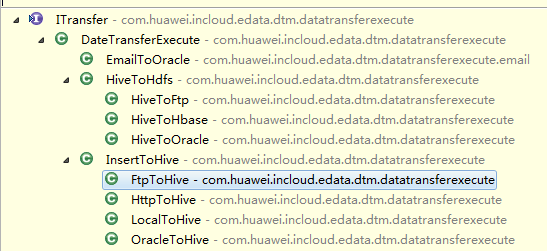 ITransfer - com.huawei.incloud.edata.dtm.datatransferexecute
DateTransferExecute - com.huawei.incloud.edata.dtm.datatransferexecute
EmailToOracle - com.huawei.incloud.edata.dtm.datatransferexecute.email
HiveToHdfs - com.huawei.incloud.edata.dtm.datatransferexecute
HiveToFtp - com.huawei.incloud.edata.dtm.datatransferexecute
HiveToHbase - com.huawei.incloud.edata.dtm.datatransferexecute
HiveToOracle - com.huawei.incloud.edata.dtm.datatransferexecute
InsertToHive - com.huawei.incloud.edata.dtm.datatransferexecute
FtpToHive - com.huawei.incloud.edata.dtm.datatransferexecute
HttpToHive - com.huawei.incloud.edata.dtm.datatransferexecute
LocalToHive - com.huawei.incloud.edata.dtm.datatransferexecute
OracleToHive - com.huawei.incloud.edata.dtm.datatransferexecute